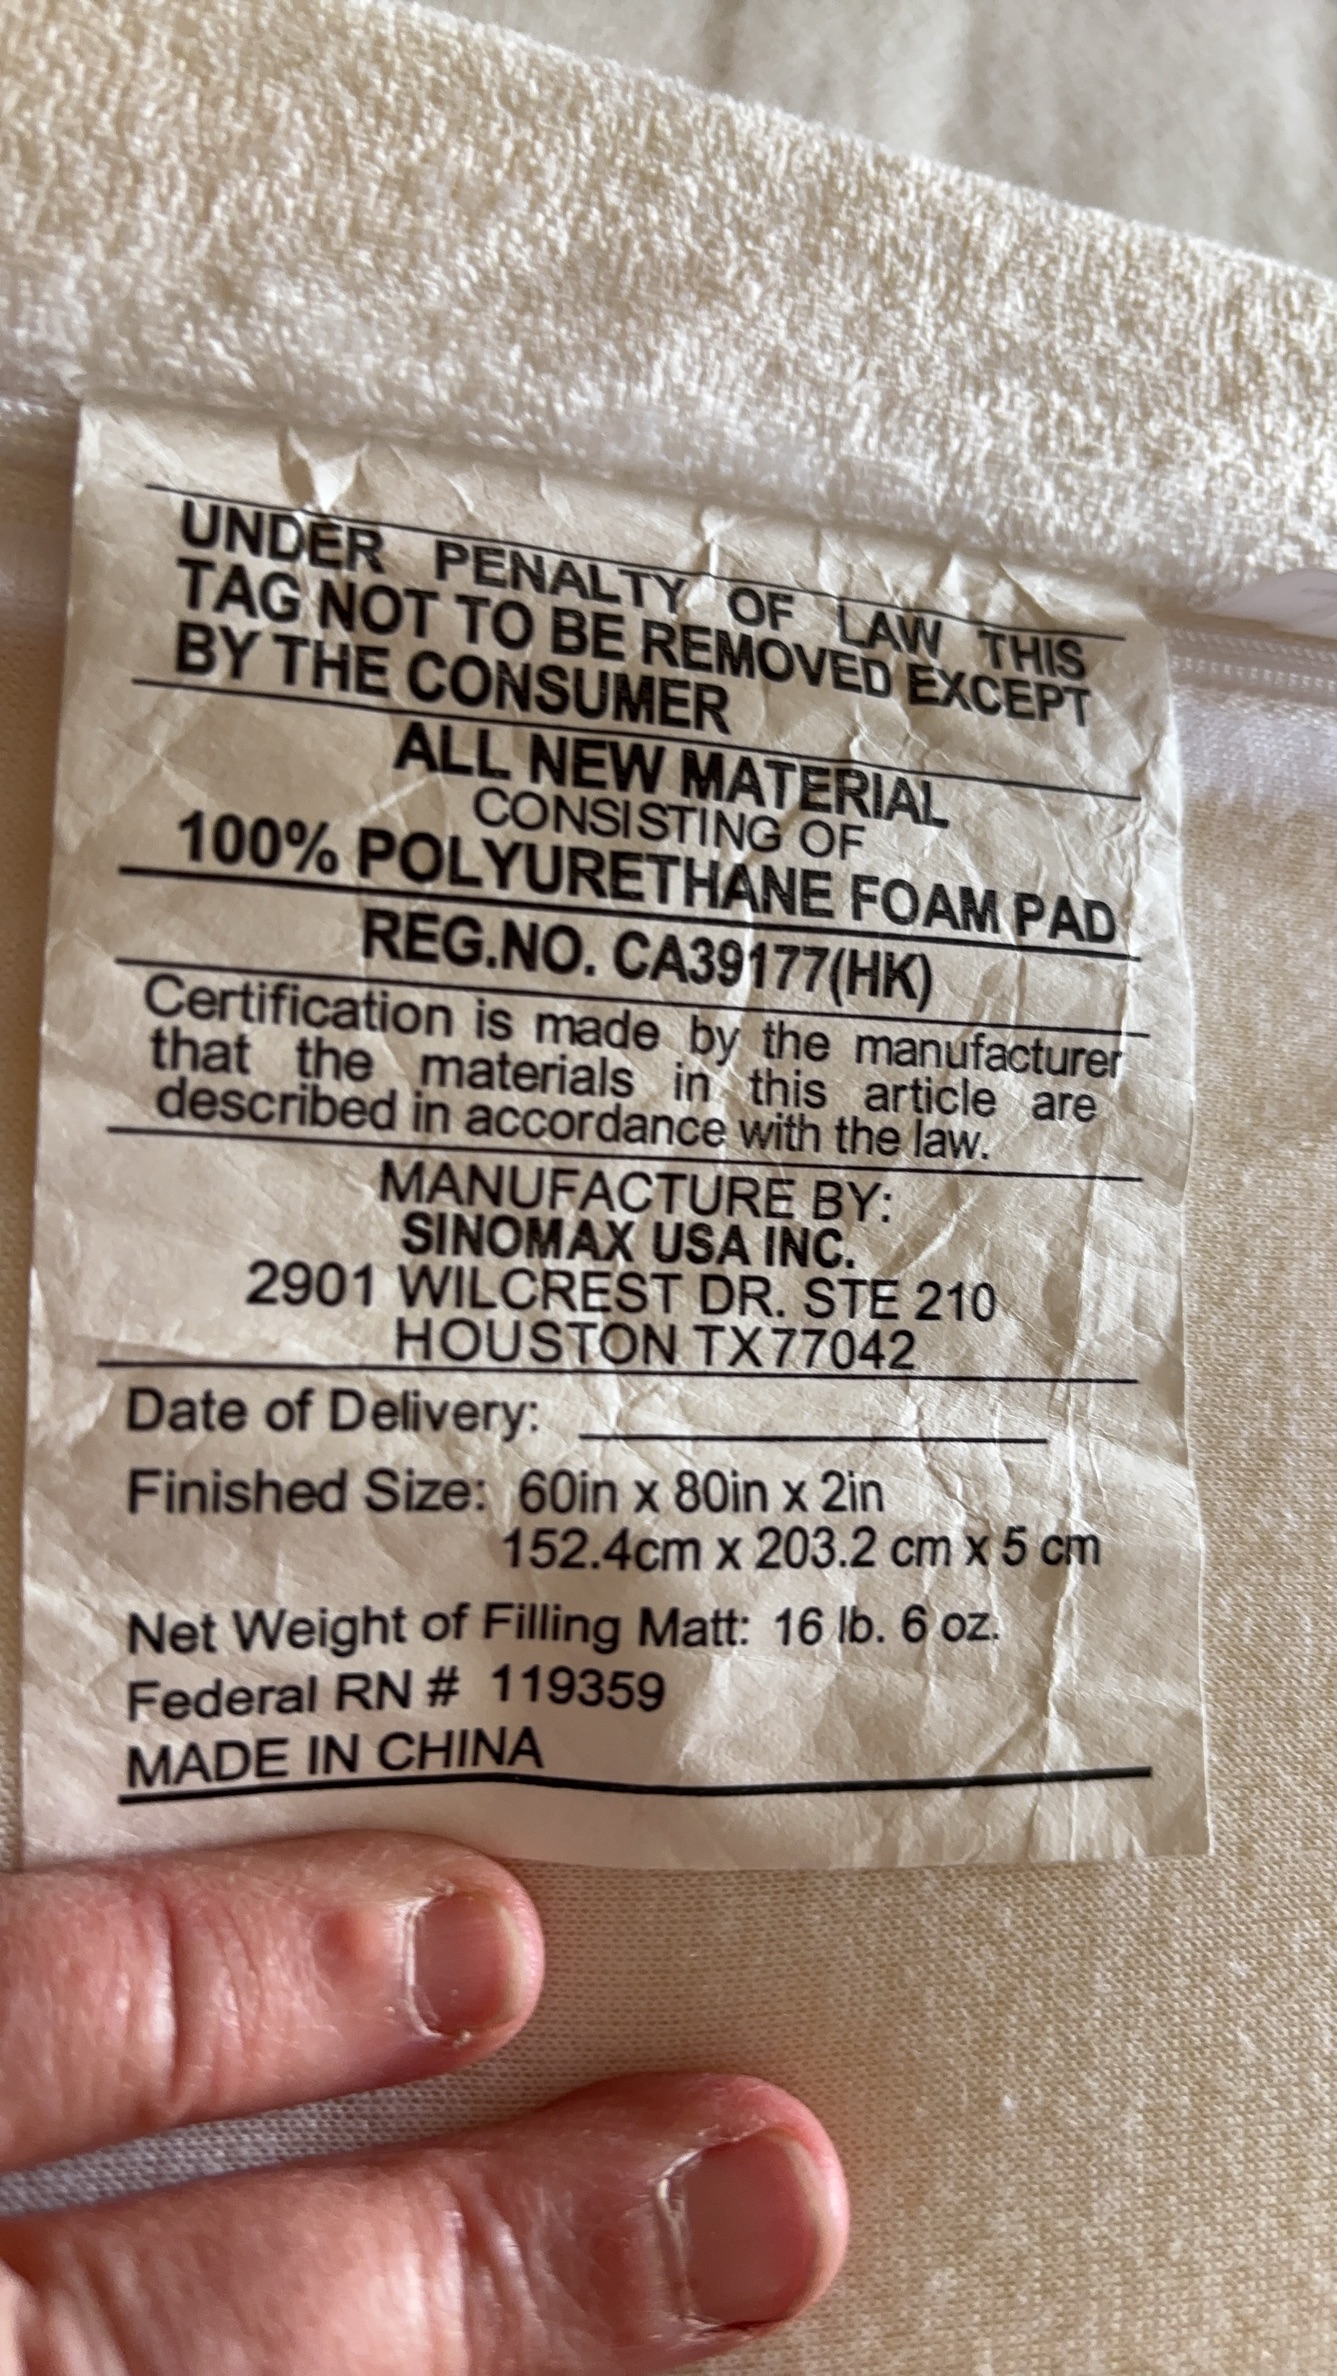 UNDER PENALTY OF LAW THIS
TAG NOT TO BE REMOVED EXCEPT
BY THE CONSUMER
ALL NEW MATERIAL
CONSISTING OF
100% POLYURETHANE FOAM PAD
REG.NO. CA39177(HK)
Certification is made by the manufacturer
that the materials in this article are
described in accordance with the law.
MANUFACTURE BY:
SINOMAX USA INC.
2901 WILCREST DR. STE 210
HOUSTON TX77042
Date of Delivery:
Finished Size: 60in x 80in x 2in
152.4cm x 203.2 cm x 5 cm
Net Weight of Filling Matt: 16 lb. 6 oz.
Federal RN # 119359
MADE IN CHINA